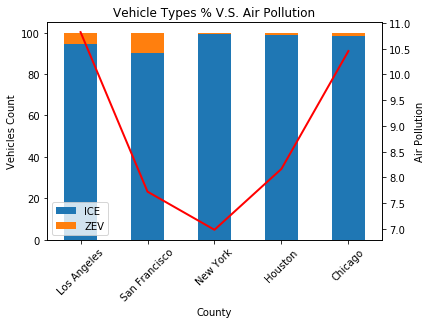 Vehicle Types % V.S. Air Pollution
Vehicles Count
100
80
60
40
20
0
ICE
ZEV
11.0
10.5
10.0
9.5
9.0
8.5
8.0
7.5
7.0
Air Pollution
Los Angeles
San Francisco
New York
Houston
Chicago
County